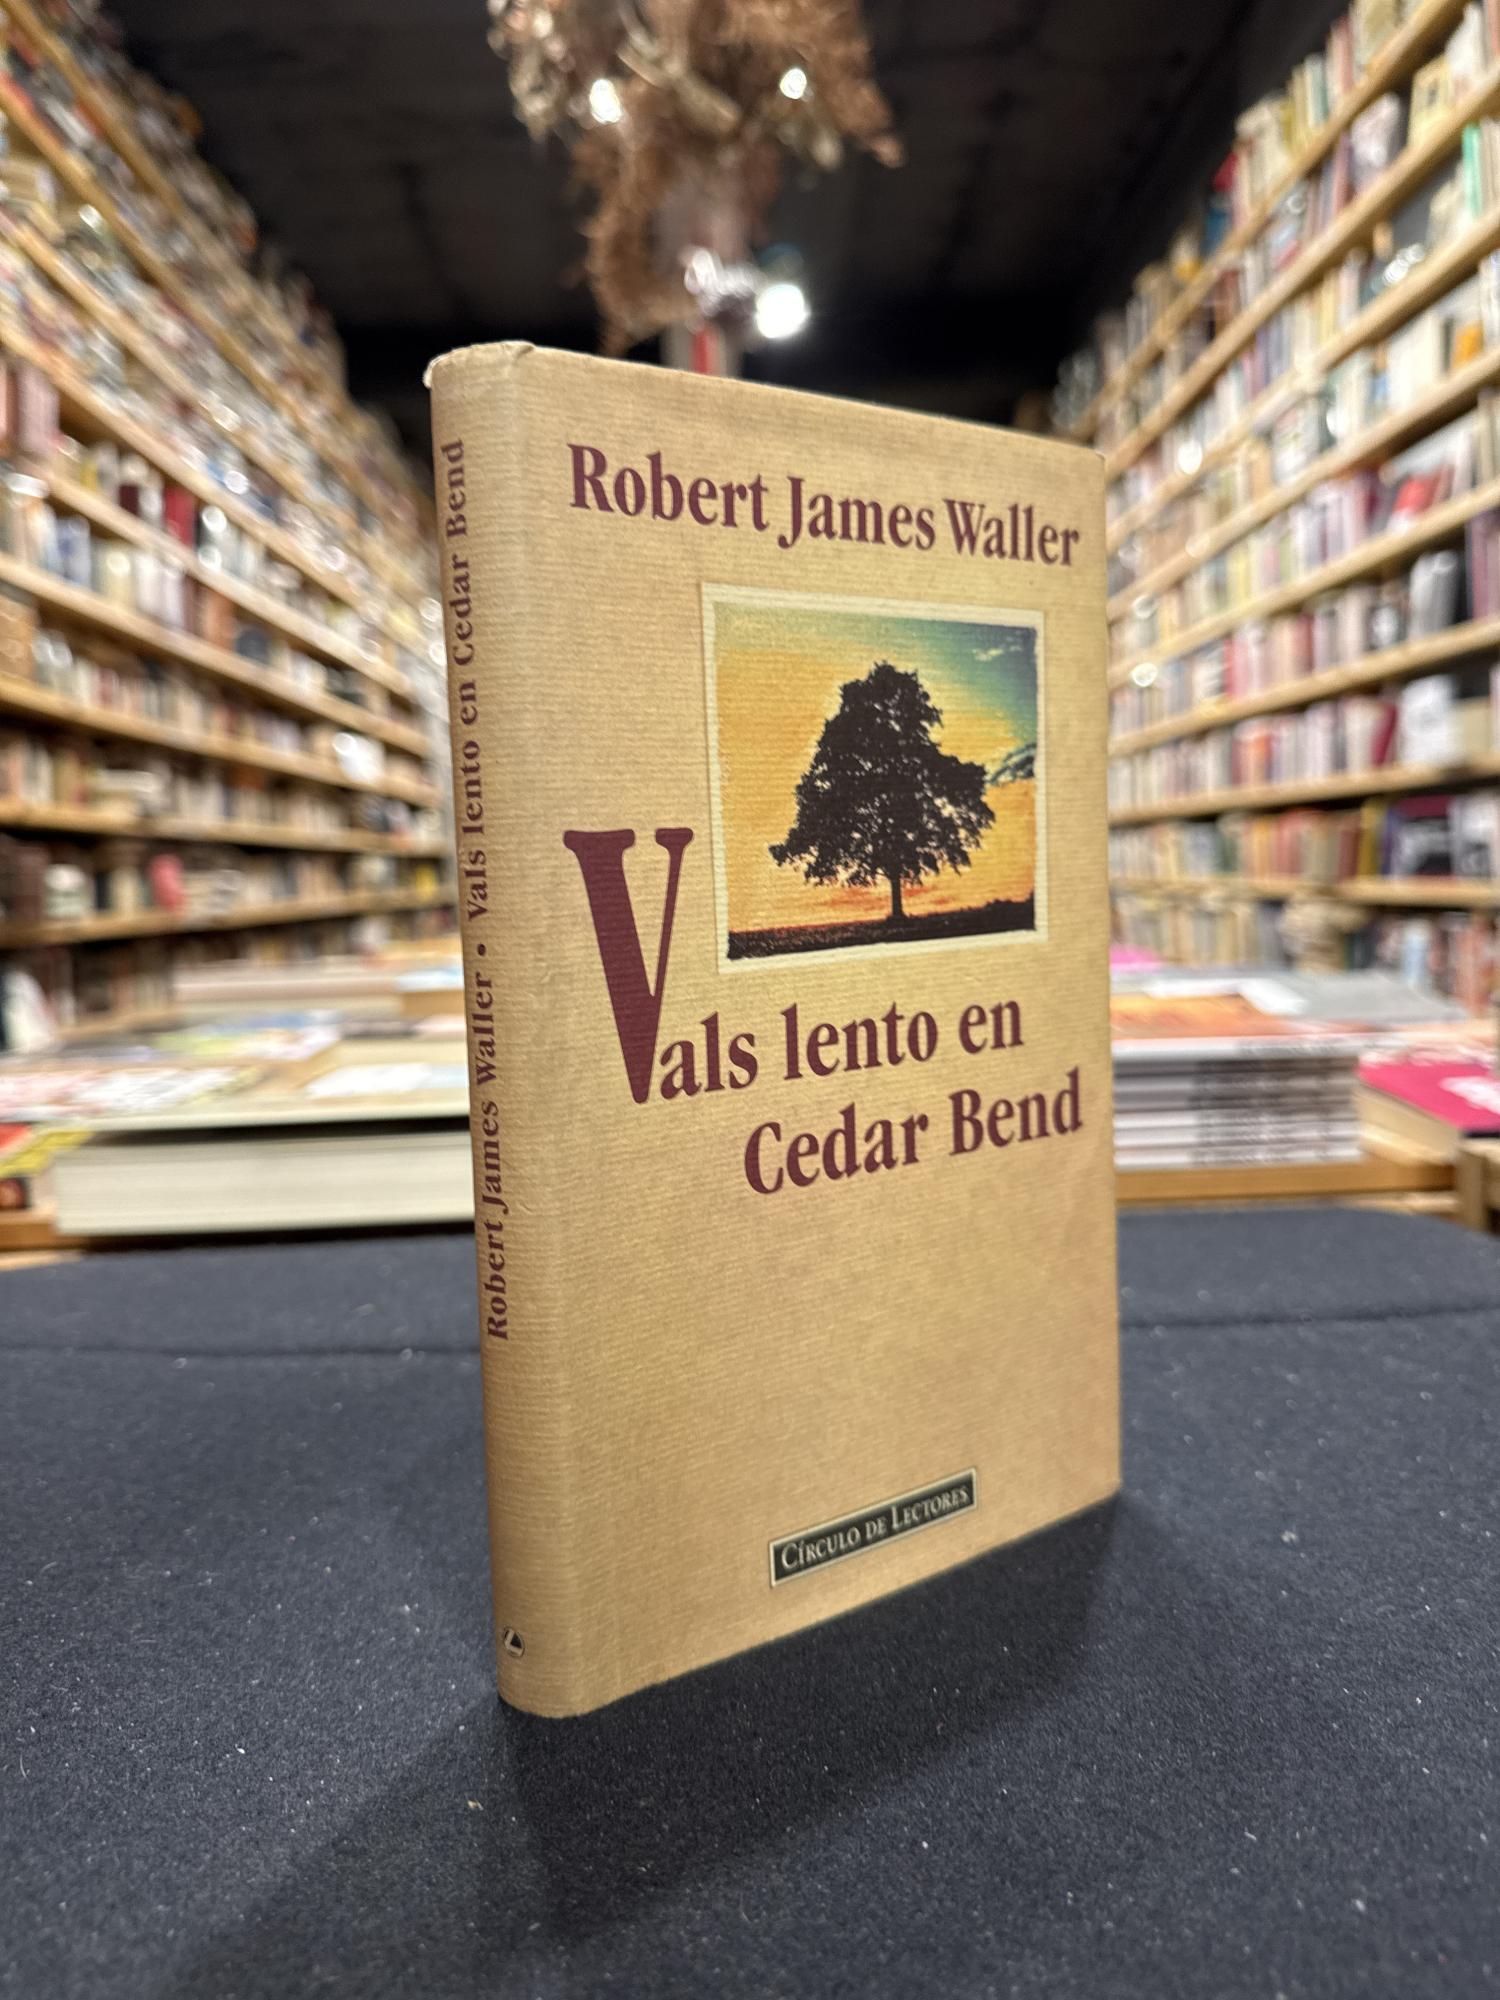 Robert James Waller • Vals lento en Cedar Bend
Robert James Waller
Vals lento en
Cedar Bend
CÍRCULO DE LECTORES